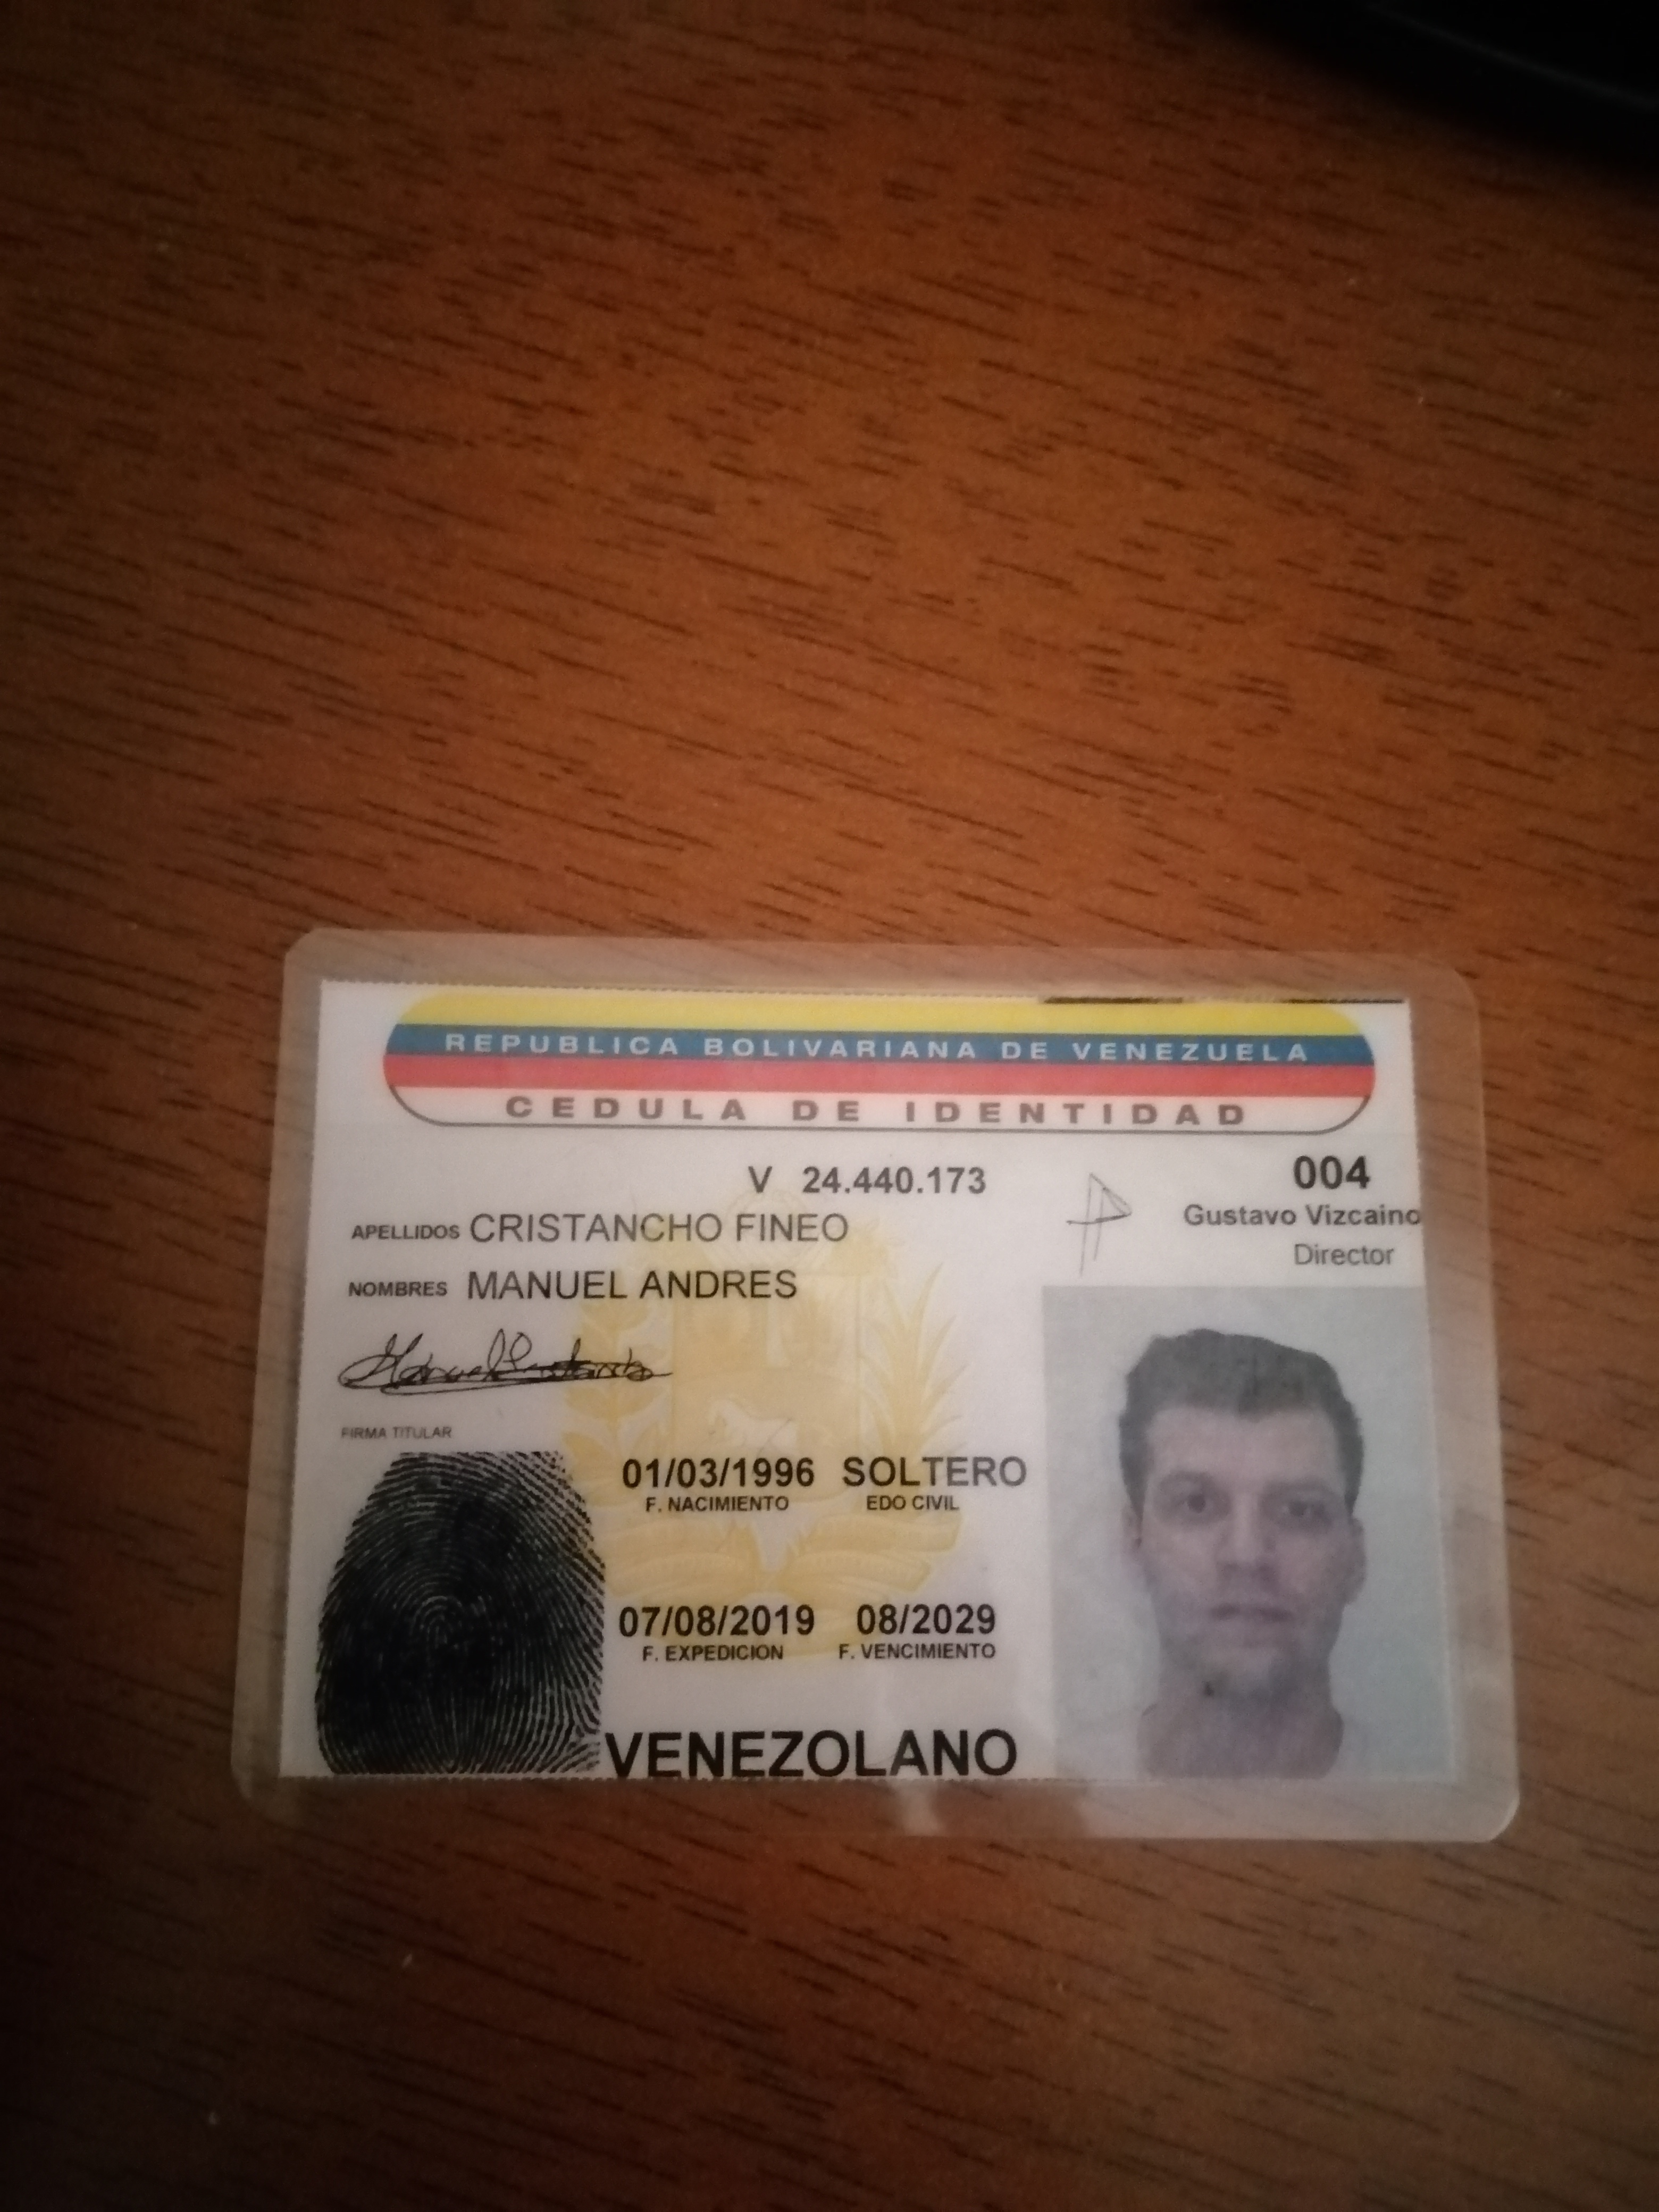 REPUBLICA BOLIVARIANA DE VENEZUELA
CEDULA DE IDENTIDAD
V 24.440.173
004
Gustavo Vizcaino
Director
APELLIDOS CRISTANCHO FINEO
NOMBRES MANUEL ANDRES
FIRMA TITULAR
01/03/1996 SOLTERO
F. NACIMIENTO EDO CIVIL
07/08/2019 08/2029
F. EXPEDICION F. VENCIMIENTO
VENEZOLANO